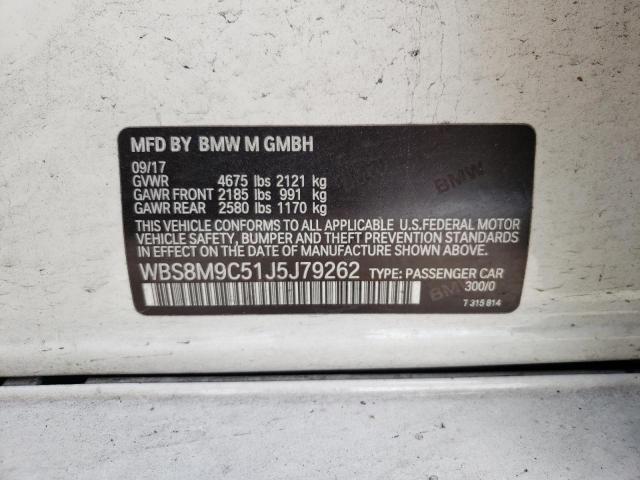 MFD BY BMW M GMBH
09/17
GVWR 4675 lbs 2121 kg
GAWR FRONT 2185 lbs 991 kg
GAWR REAR 2580 lbs 1170 kg
THIS VEHICLE CONFORMS TO ALL APPLICABLE U.S.FEDERAL MOTOR
VEHICLE SAFETY, BUMPER AND THEFT PREVENTION STANDARDS
IN EFFECT ON THE DATE OF MANUFACTURE SHOWN ABOVE.
WBS8M9C51J5J79262 TYPE: PASSENGER CAR
300/0
7 315 814
BMW
BMW